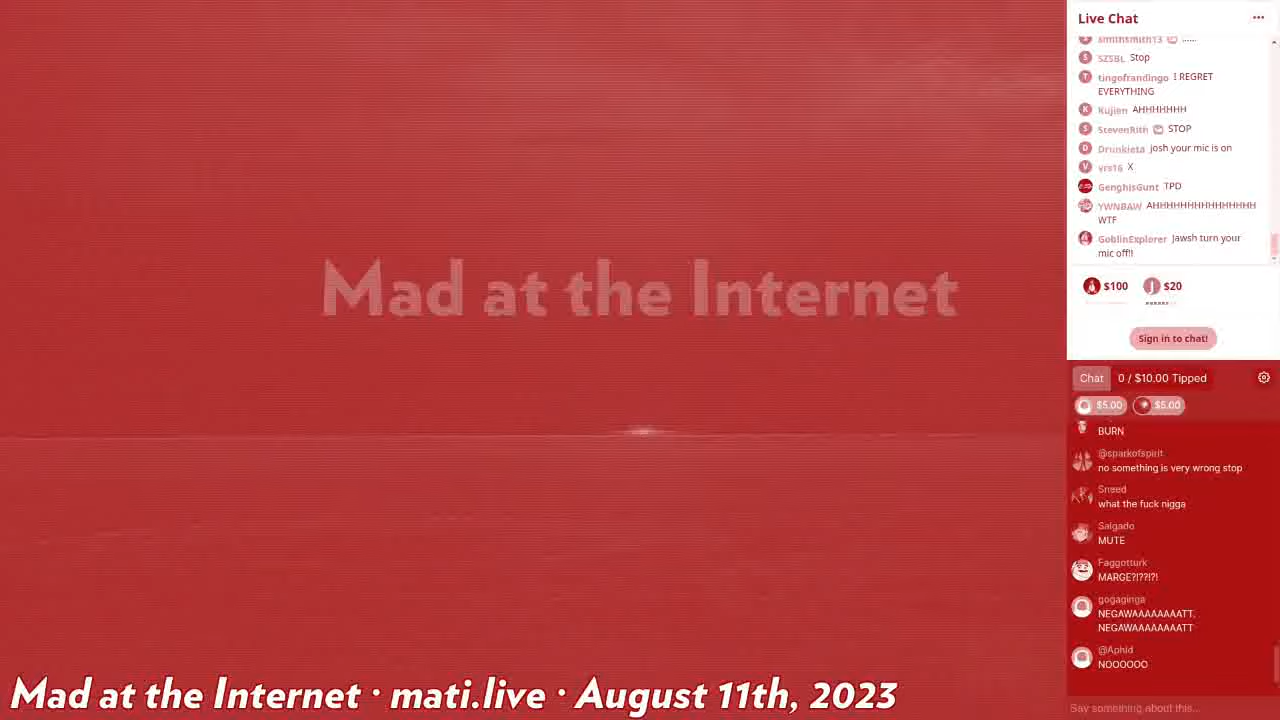 Mad at the Internet
Mad at the Internet · mati.live · August 11th, 2023
Live Chat
smithsmith13 ......
SZSBL Stop
tingofrandingo I REGRET
EVERYTHING
Kujien AHHHHHHH
StevenRith STOP
Drunkieta josh your mic is on
vrs16 X
GenghisGunt TPD
YWNBAW AHHHHHHHHHHHHHHH
WTF
GoblinExplorer Jawsh turn your
mic off!!
$100 $20
Sign in to chat!
Chat 0 / $10.00 Tipped
$5.00 $5.00
BURN
@sparkofspirit
no something is very wrong stop
Sneed
what the fuck nigga
Salgado
MUTE
Faggotturk
MARGE?!??!?!
gogaginga
NEGAWAAAAAAAATT,
NEGAWAAAAAAAATT
@Aphid
NOOOOOO
Say something about this...